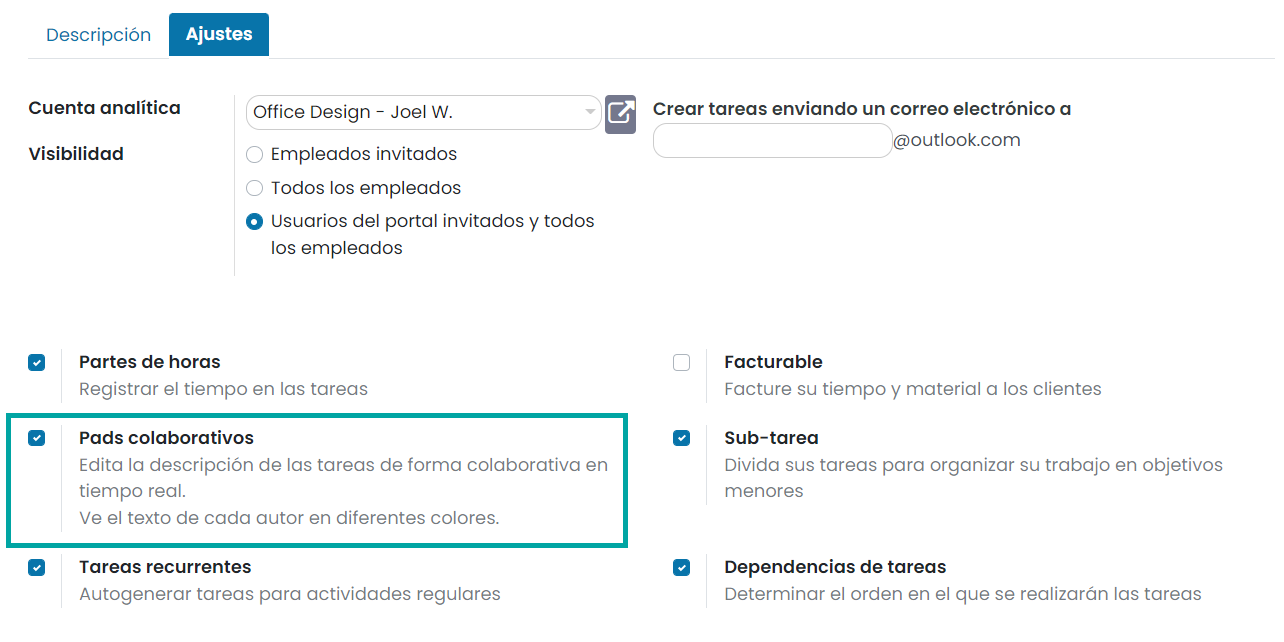 Descripción
Ajustes
Cuenta analítica
Office Design - Joel W.
Crear tareas enviando un correo electrónico a
@outlook.com
Visibilidad
Empleados invitados
Todos los empleados
Usuarios del portal invitados y todos
los empleados
Partes de horas
Registrar el tiempo en las tareas
Facturable
Facture su tiempo y material a los clientes
Pads colaborativos
Edita la descripción de las tareas de forma colaborativa en
tiempo real.
Ve el texto de cada autor en diferentes colores.
Sub-tarea
Divida sus tareas para organizar su trabajo en objetivos
menores
Tareas recurrentes
Autogenerar tareas para actividades regulares
Dependencias de tareas
Determinar el orden en el que se realizarán las tareas